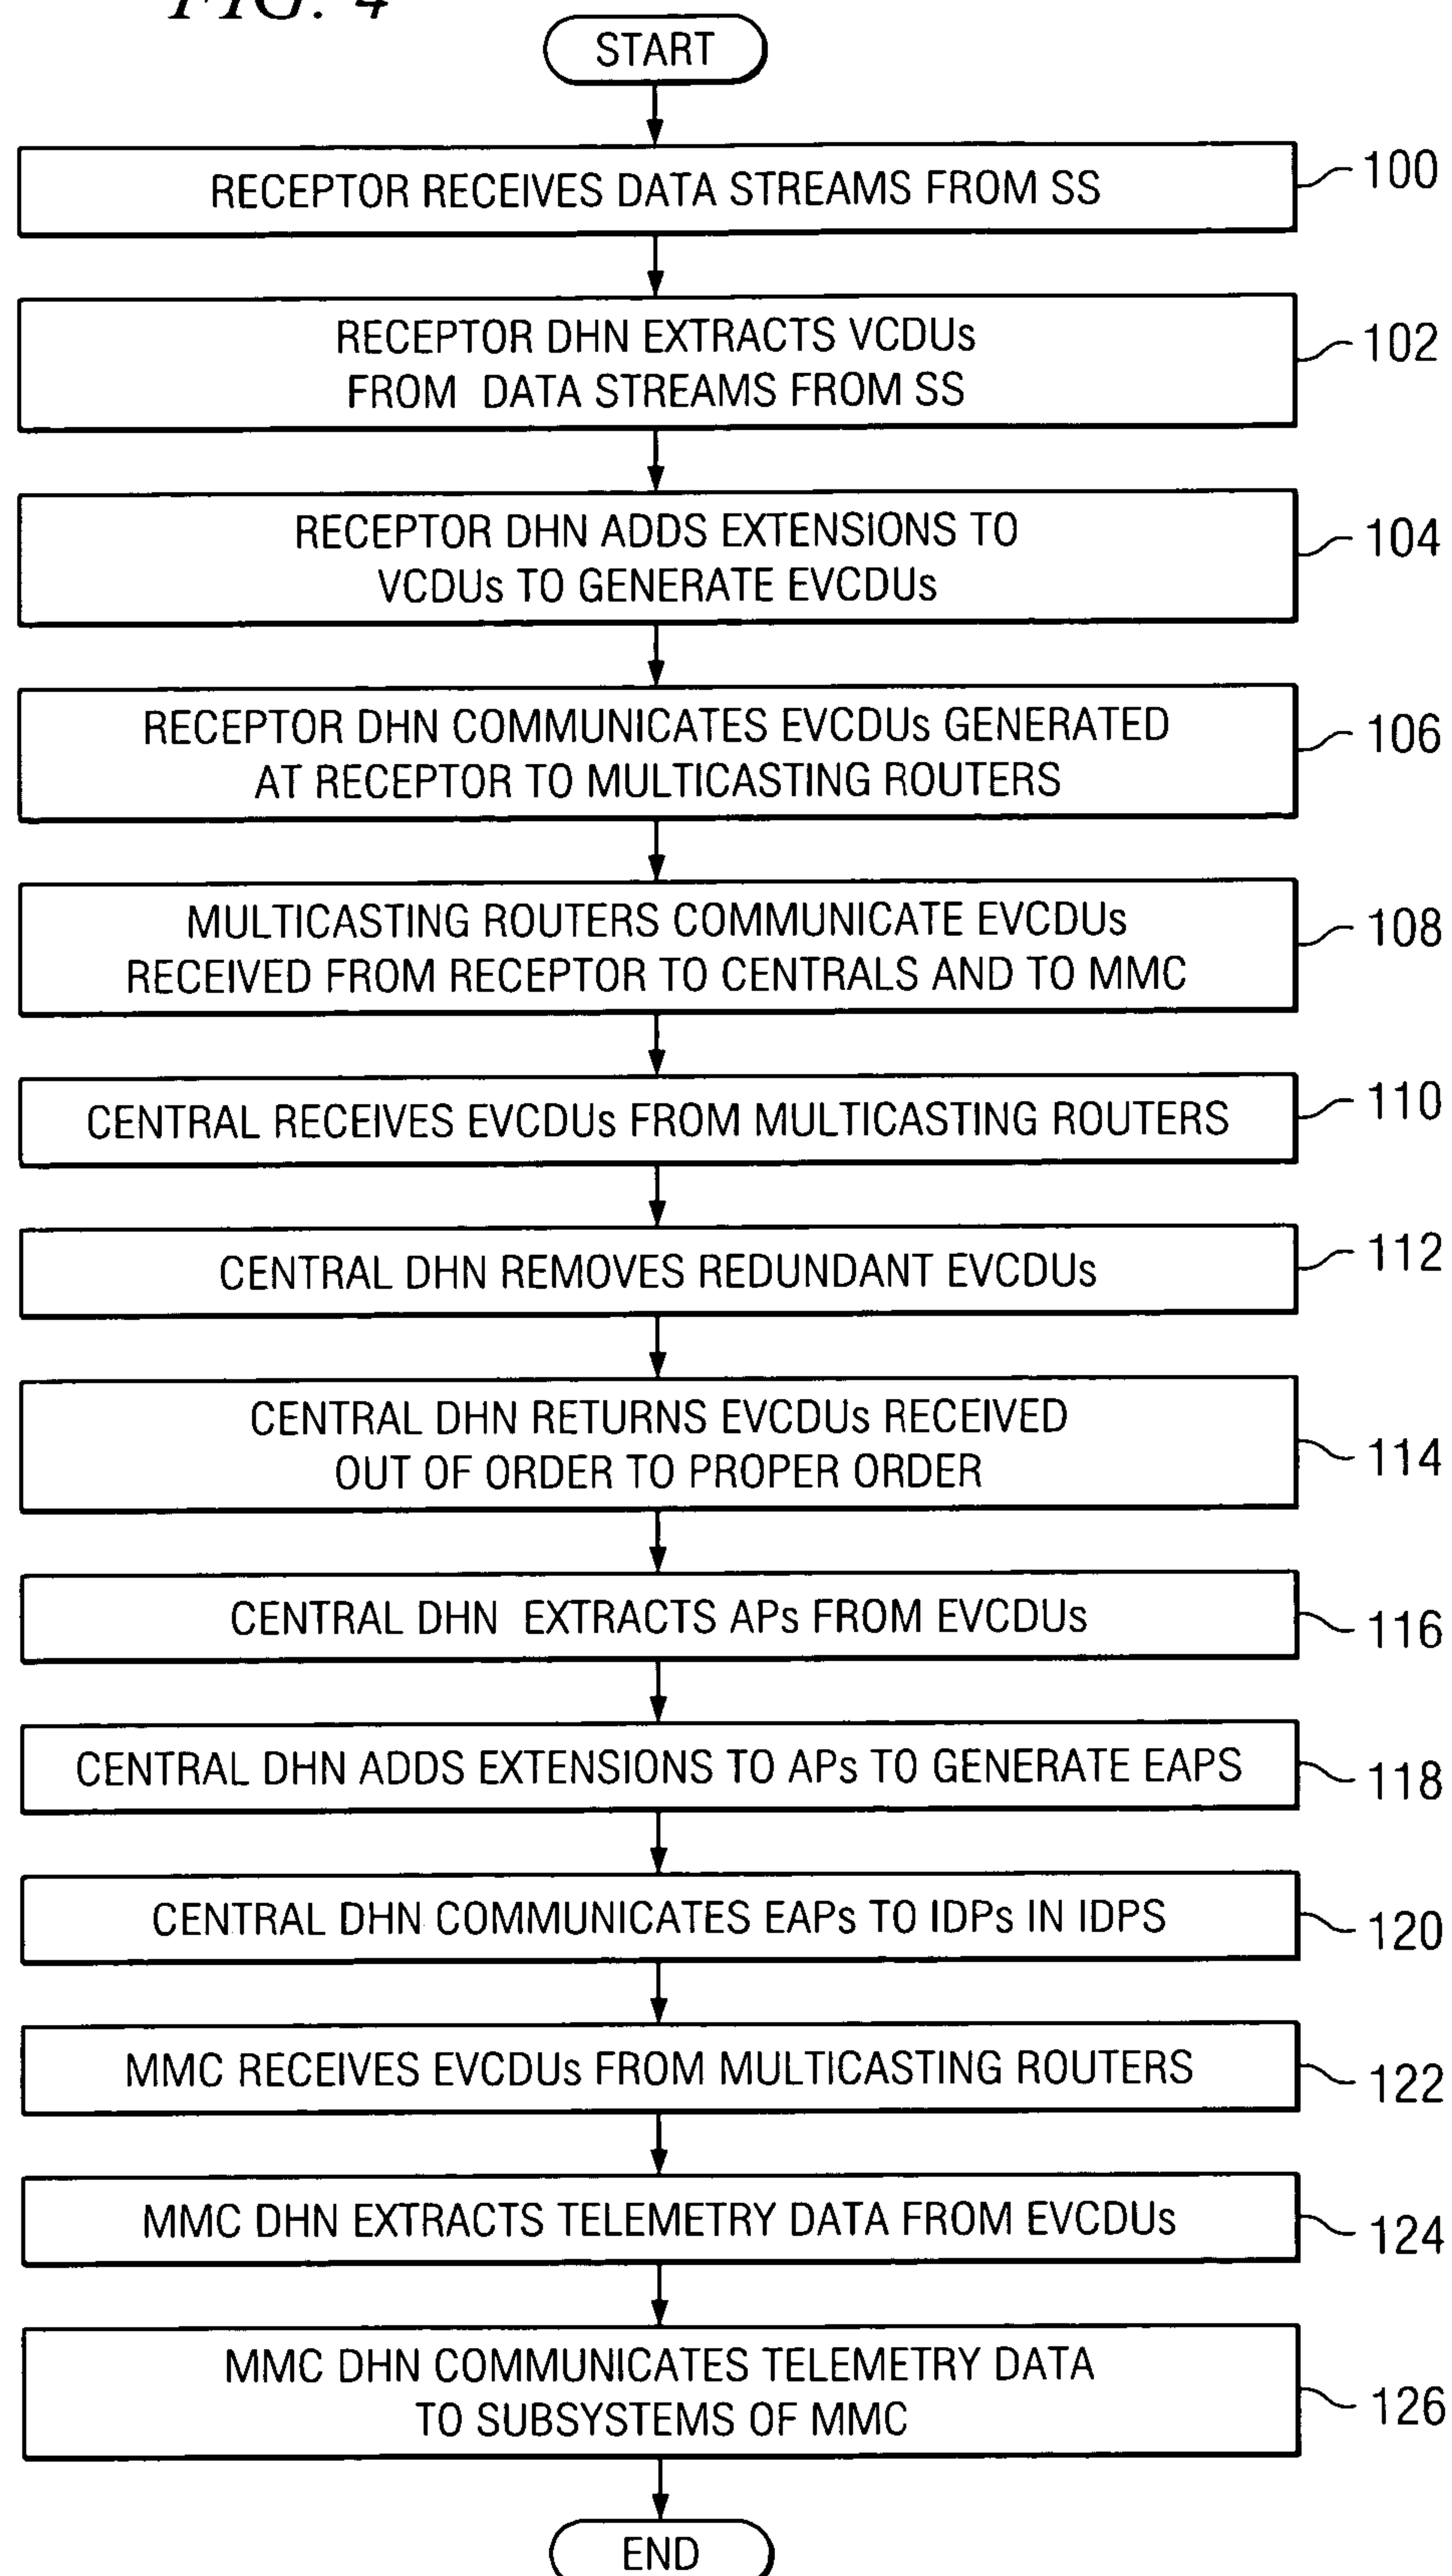 FIG. 4
START
RECEPTOR RECEIVES DATA STREAMS FROM SS
100
RECEPTOR DHN EXTRACTS VCDUs
FROM DATA STREAMS FROM SS
102
RECEPTOR DHN ADDS EXTENSIONS TO
VCDUs TO GENERATE EVCDUs
104
RECEPTOR DHN COMMUNICATES EVCDUs GENERATED
AT RECEPTOR TO MULTICASTING ROUTERS
106
MULTICASTING ROUTERS COMMUNICATE EVCDUs
RECEIVED FROM RECEPTOR TO CENTRALS AND TO MMC
108
CENTRAL RECEIVES EVCDUs FROM MULTICASTING ROUTERS
110
CENTRAL DHN REMOVES REDUNDANT EVCDUs
112
CENTRAL DHN RETURNS EVCDUs RECEIVED
OUT OF ORDER TO PROPER ORDER
114
CENTRAL DHN EXTRACTS APs FROM EVCDUs
116
CENTRAL DHN ADDS EXTENSIONS TO APs TO GENERATE EAPS
118
CENTRAL DHN COMMUNICATES EAPs TO IDPs IN IDPS
120
MMC RECEIVES EVCDUs FROM MULTICASTING ROUTERS
122
MMC DHN EXTRACTS TELEMETRY DATA FROM EVCDUs
124
MMC DHN COMMUNICATES TELEMETRY DATA
TO SUBSYSTEMS OF MMC
126
END